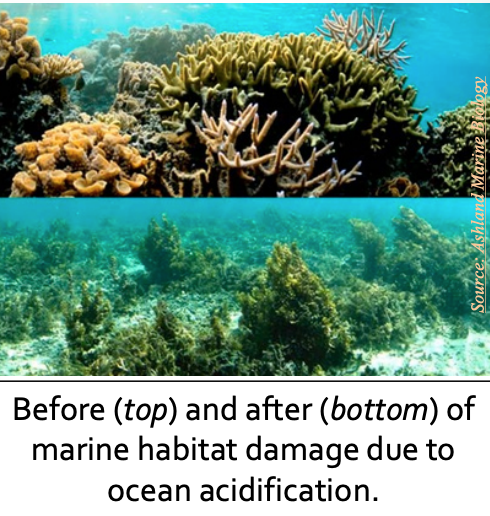 Source: Ashland Marine Biology
Before (top) and after (bottom) of
marine habitat damage due to
ocean acidification.